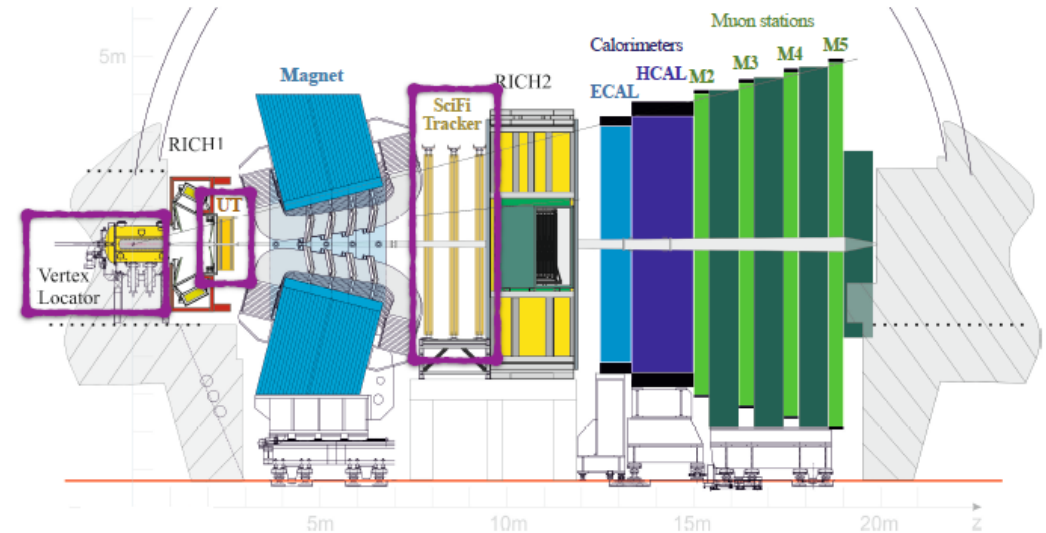 Muon stations
5m
M5
Calorimeters
M4
M3
Magnet
HCAL
M2
SciFi
Tracker
RICH2
ECAL
RICH1
UT
Vertex
Locator
5m
10m
15m
20m
z